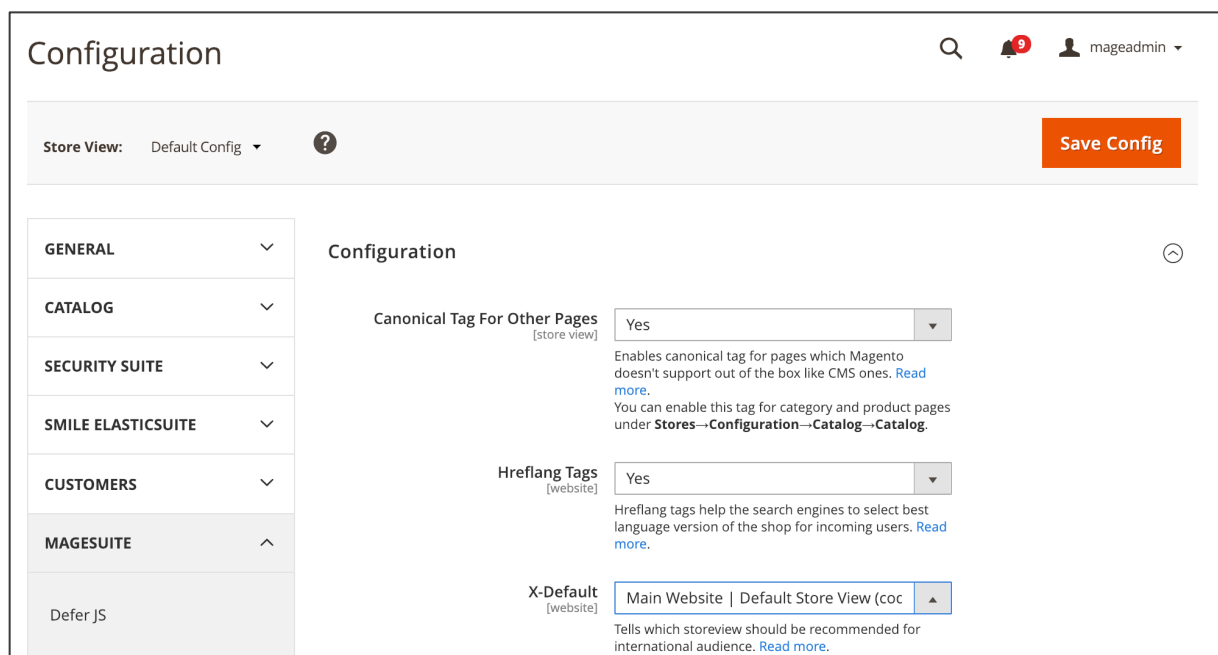 Configuration
9
mageadmin
Store View: Default Config ?
Save Config
GENERAL
CATALOG
SECURITY SUITE
SMILE ELASTICSUITE
CUSTOMERS
MAGESUITE
Defer JS
Configuration
Canonical Tag For Other Pages
[store view]
Yes
Enables canonical tag for pages which Magento
doesn't support out of the box like CMS ones. Read
more.
You can enable this tag for category and product pages
under Stores→Configuration→Catalog→Catalog.
Hreflang Tags
[website]
Yes
Hreflang tags help the search engines to select best
language version of the shop for incoming users. Read
more.
X-Default
[website]
Main Website | Default Store View (coc
Tells which storeview should be recommended for
international audience. Read more.